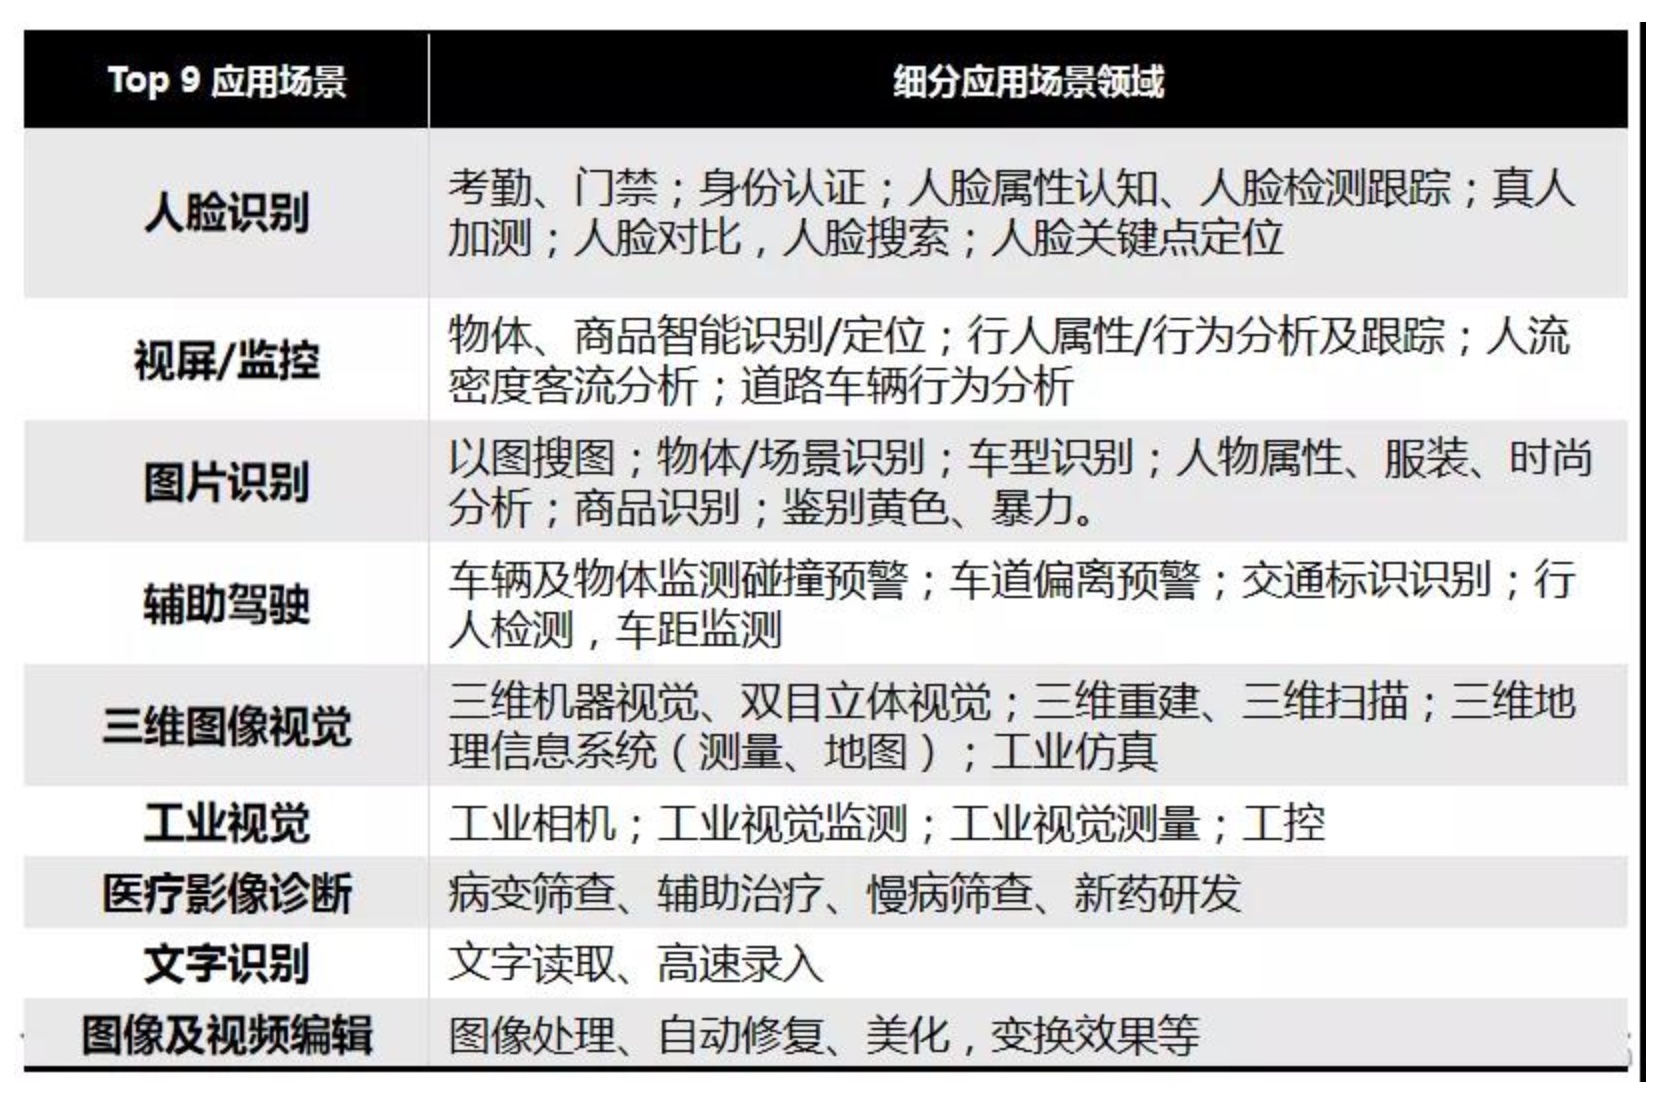 Top 9 应用场景
细分应用场景领域
人脸识别
考勤、门禁；身份认证；人脸属性认知、人脸检测跟踪；真人
加测；人脸对比，人脸搜索；人脸关键点定位
视屏/监控
物体、商品智能识别/定位；行人属性/行为分析及跟踪；人流
密度客流分析；道路车辆行为分析
图片识别
以图搜图；物体/场景识别；车型识别；人物属性、服装、时尚
分析；商品识别；鉴别黄色、暴力。
辅助驾驶
车辆及物体监测碰撞预警；车道偏离预警；交通标识识别；行
人检测，车距监测
三维图像视觉
三维机器视觉、双目立体视觉；三维重建、三维扫描；三维地
理信息系统（测量、地图）；工业仿真
工业视觉
工业相机；工业视觉监测；工业视觉测量；工控
医疗影像诊断
病变筛查、辅助治疗、慢病筛查、新药研发
文字识别
文字读取、高速录入
图像及视频编辑
图像处理、自动修复、美化，变换效果等